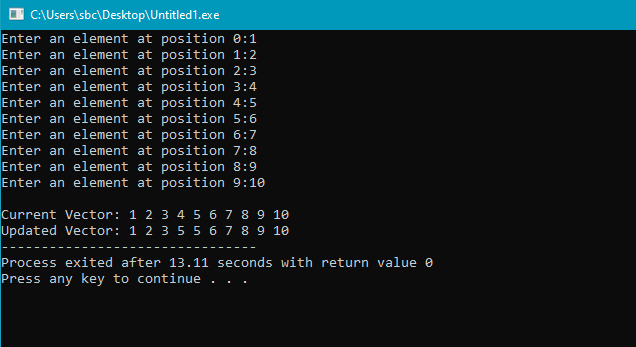 C:\Users\sbc\Desktop\Untitled1.exe
Enter an element at position 0:1
Enter an element at position 1:2
Enter an element at position 2:3
Enter an element at position 3:4
Enter an element at position 4:5
Enter an element at position 5:6
Enter an element at position 6:7
Enter an element at position 7:8
Enter an element at position 8:9
Enter an element at position 9:10
Current Vector: 1 2 3 4 5 6 7 8 9 10
Updated Vector: 1 2 3 5 5 6 7 8 9 10
--------------------------------
Process exited after 13.11 seconds with return value 0
Press any key to continue . . .